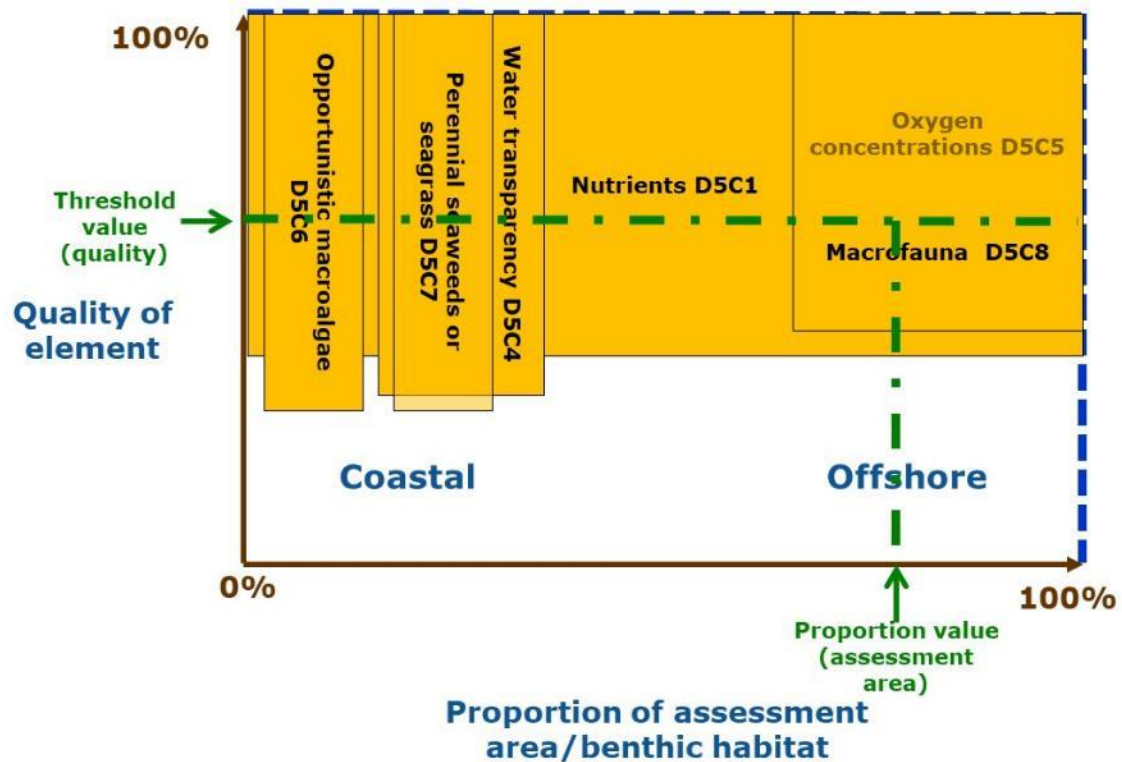 100%
Threshold
value
(quality)
Quality of
element
Opportunistic macroalgae
D5C6
Perennial seaweeds or
seagrass D5C7
Water transparency D5C4
Nutrients D5C1
Oxygen
concentrations D5C5
Macrofauna D5C8
Coastal
Offshore
0%
100%
Proportion value
(assessment
area)
Proportion of assessment
area/benthic habitat